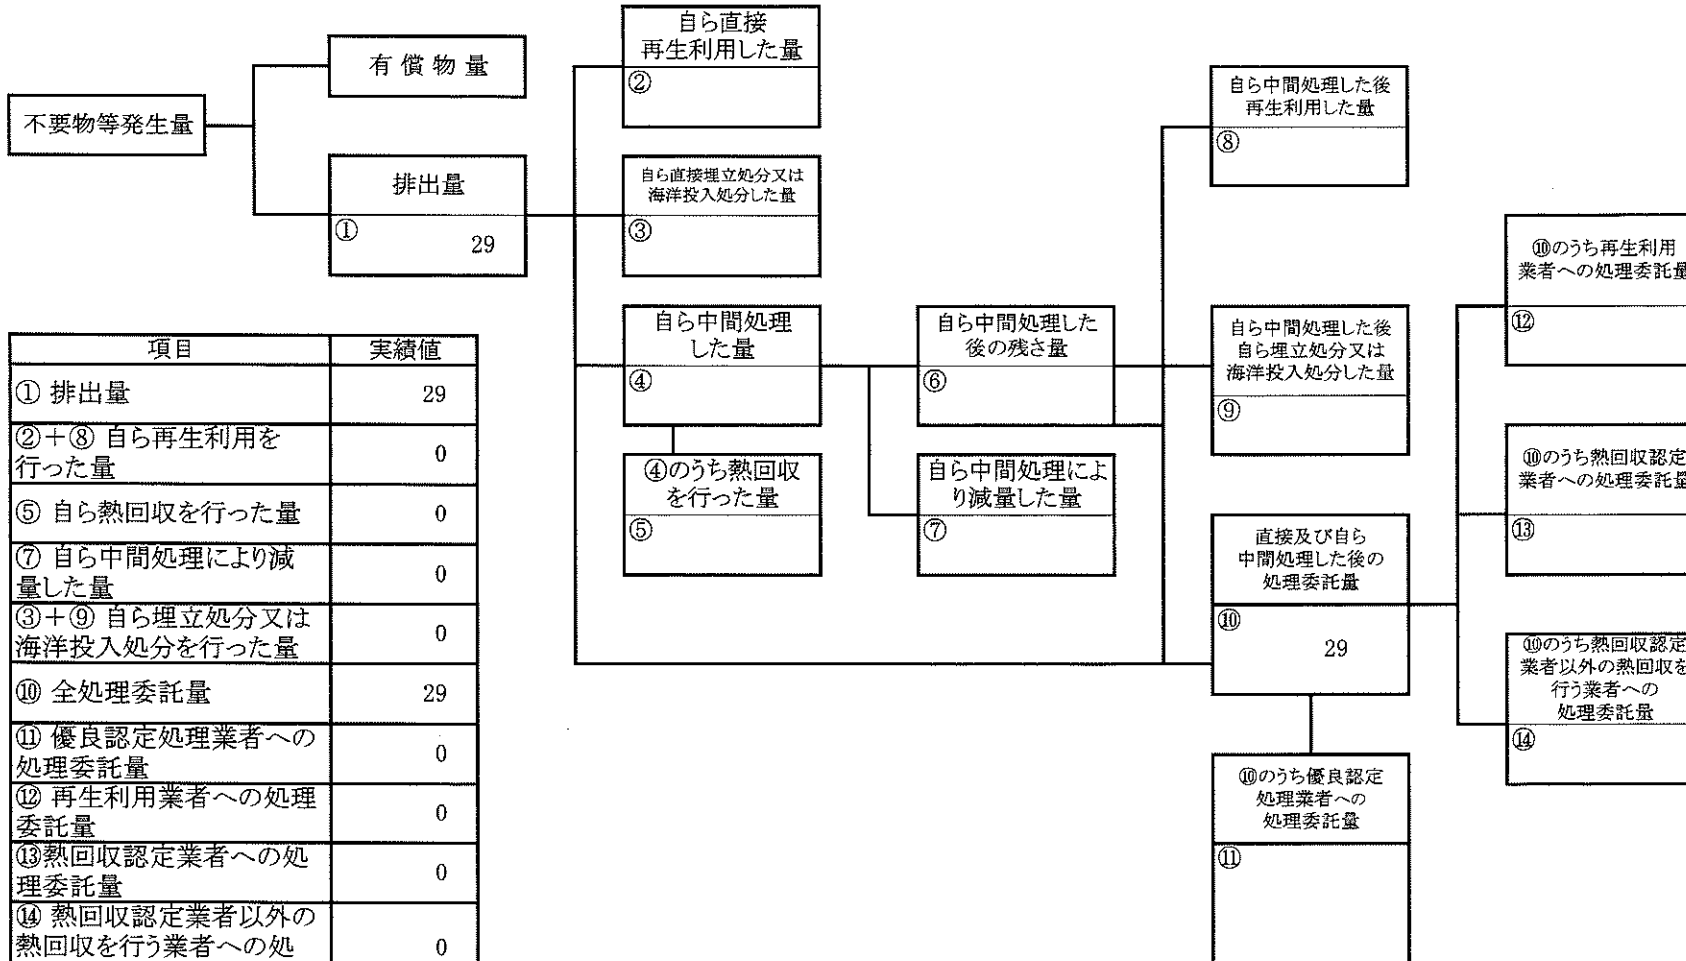 不要物等発生量
有償物量
排出量
①
29
自ら直接
再生利用した量
②
自ら直接埋立処分又は
海洋投入処分した量
③
自ら中間処理
した量
④
④のうち熱回収
を行った量
⑤
自ら中間処理した
後の残さ量
⑥
自ら中間処理によ
り減量した量
⑦
自ら中間処理した後
再生利用した量
⑧
自ら中間処理した後
自ら埋立処分又は
海洋投入処分した量
⑨
直接及び自ら
中間処理した後の
処理委託量
⑩
29
⑩のうち優良認定
処理業者への
処理委託量
⑪
⑩のうち再生利用
業者への処理委託量
⑫
⑩のうち熱回収認定
業者への処理委託量
⑬
⑩のうち熱回収認定
業者以外の熱回収を
行う業者への
処理委託量
⑭
項目 実績値
① 排出量 29
②+⑧ 自ら再生利用を
行った量 0
⑤ 自ら熱回収を行った量 0
⑦ 自ら中間処理により減
量した量 0
③+⑨ 自ら埋立処分又は
海洋投入処分を行った量 0
⑩ 全処理委託量 29
⑪ 優良認定処理業者への
処理委託量 0
⑫ 再生利用業者への処理
委託量 0
⑬熱回収認定業者への処
理委託量 0
⑭ 熱回収認定業者以外の
熱回収を行う業者への処 0